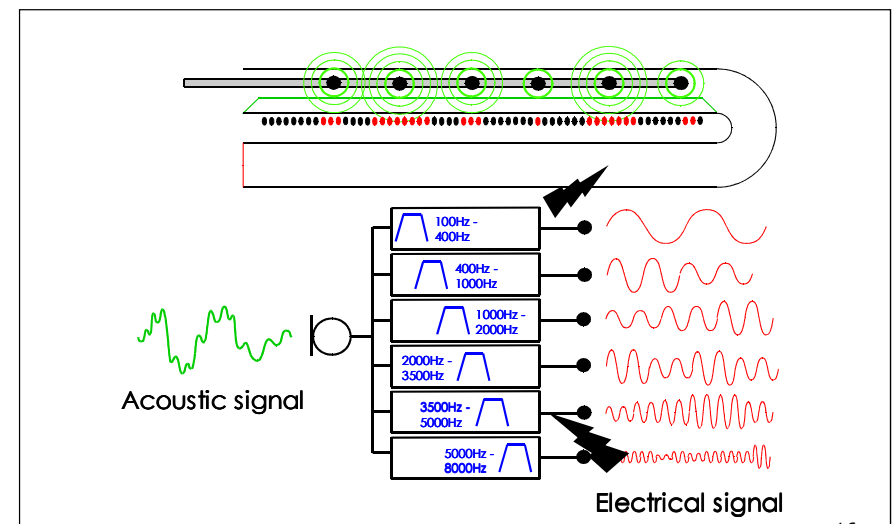 100Hz -
400Hz
400Hz -
1000Hz
1000Hz -
2000Hz
2000Hz -
3500Hz
3500Hz -
5000Hz
5000Hz -
8000Hz
Acoustic signal
Electrical signal